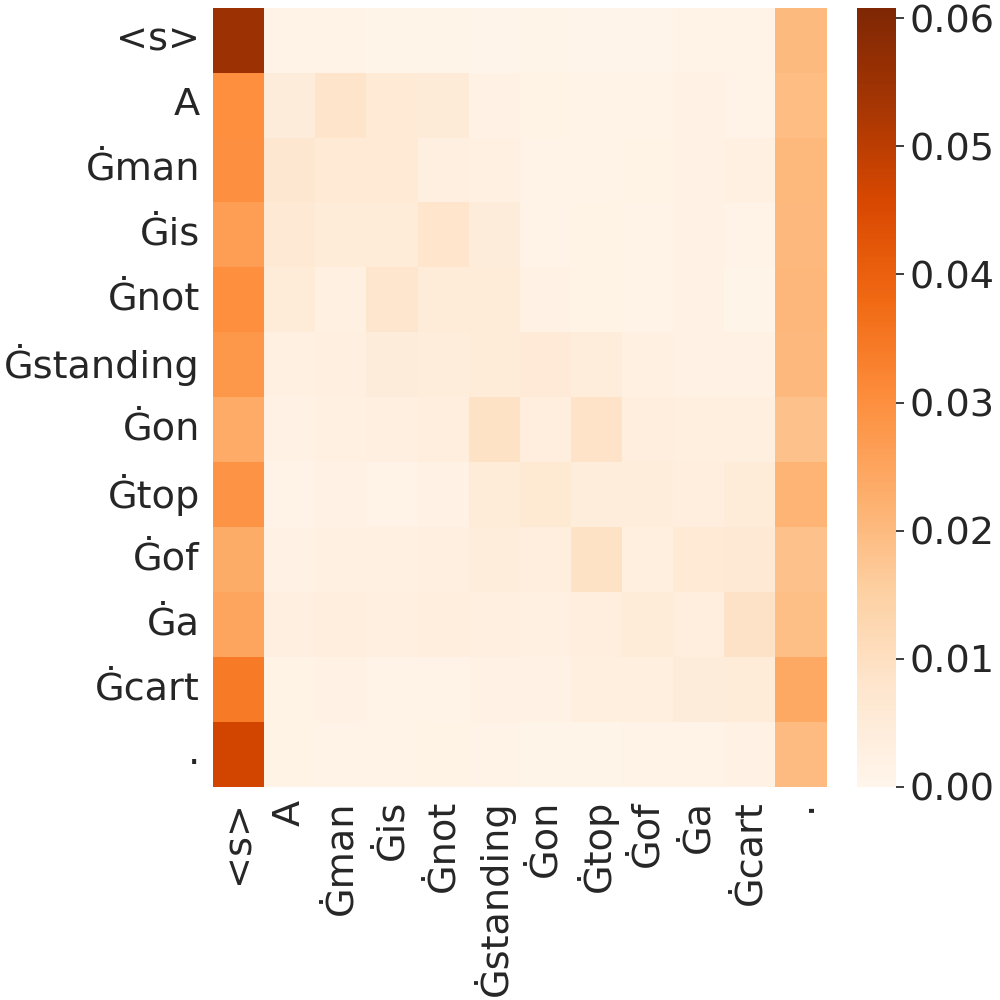 <s>
A
Ġman
Ġis
Ġnot
Ġstanding
Ġon
Ġtop
Ġof
Ġa
Ġcart
.
<s>
A
Ġman
Ġis
Ġnot
Ġstanding
Ġon
Ġtop
Ġof
Ġa
Ġcart
.
0.06
0.05
0.04
0.03
0.02
0.01
0.00